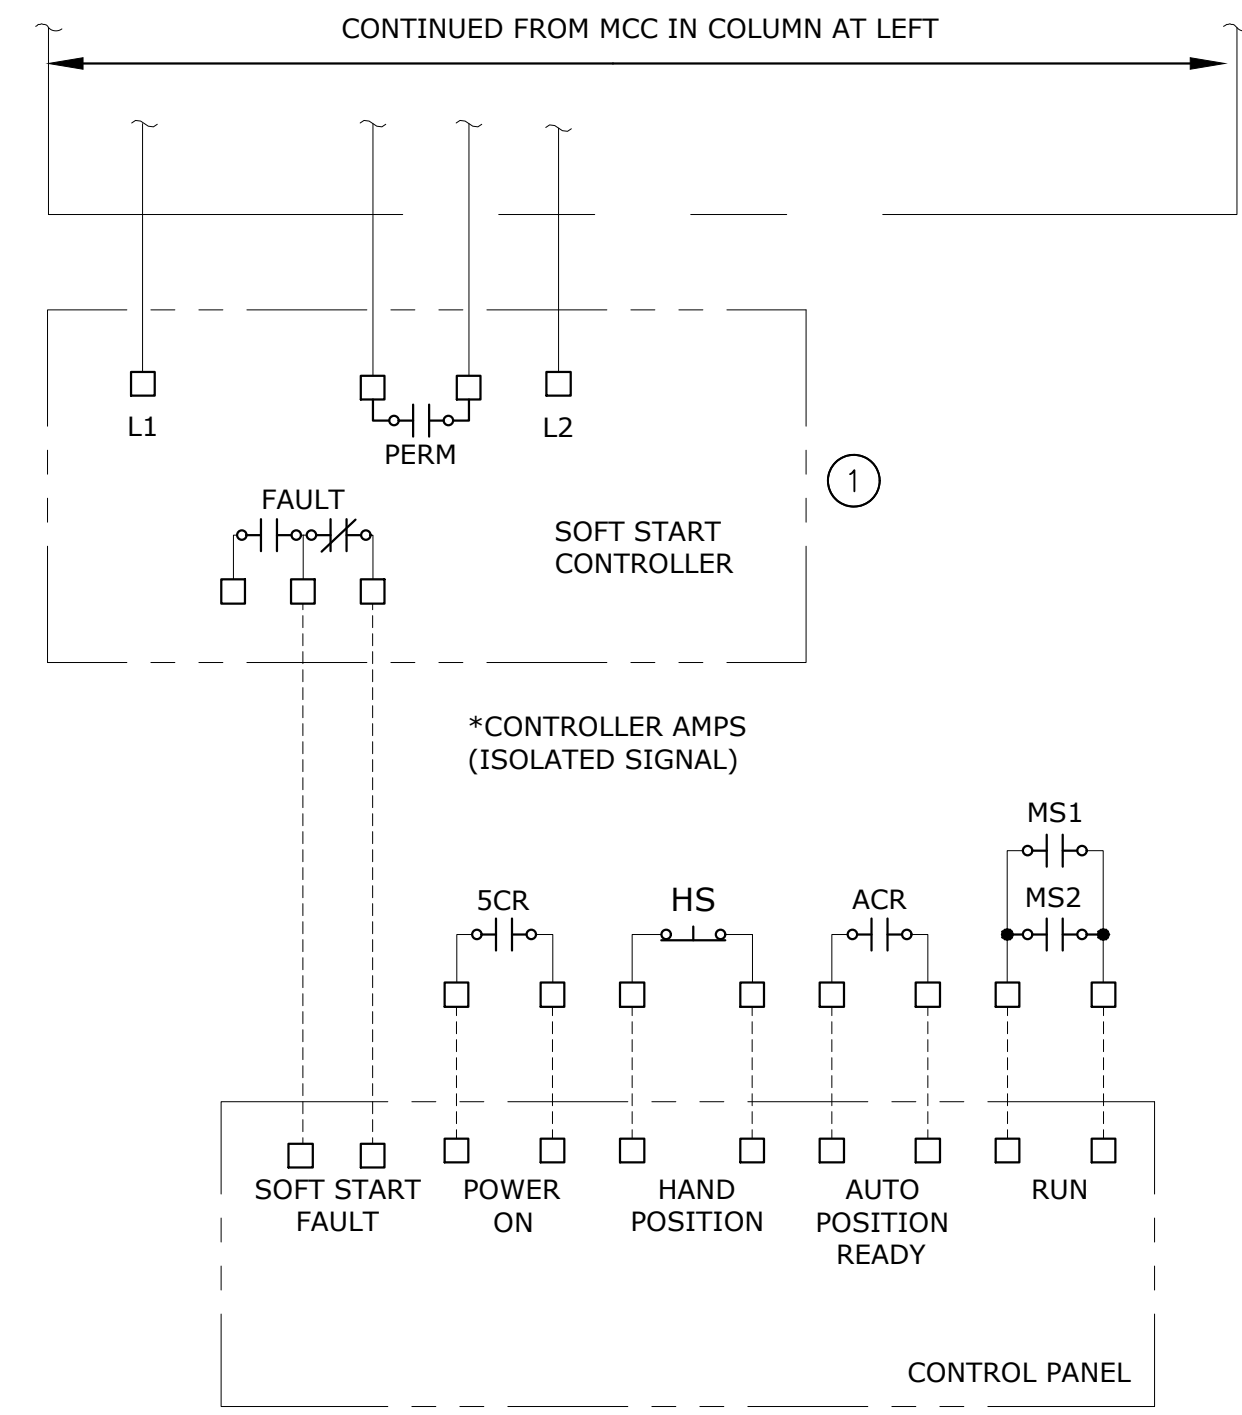 CONTINUED FROM MCC IN COLUMN AT LEFT
L1
PERM
L2
FAULT
1
SOFT START
CONTROLLER
*CONTROLLER AMPS
(ISOLATED SIGNAL)
MS1
5CR
HS
ACR
MS2
SOFT START
FAULT
POWER
ON
HAND
POSITION
AUTO
POSITION
READY
RUN
CONTROL PANEL